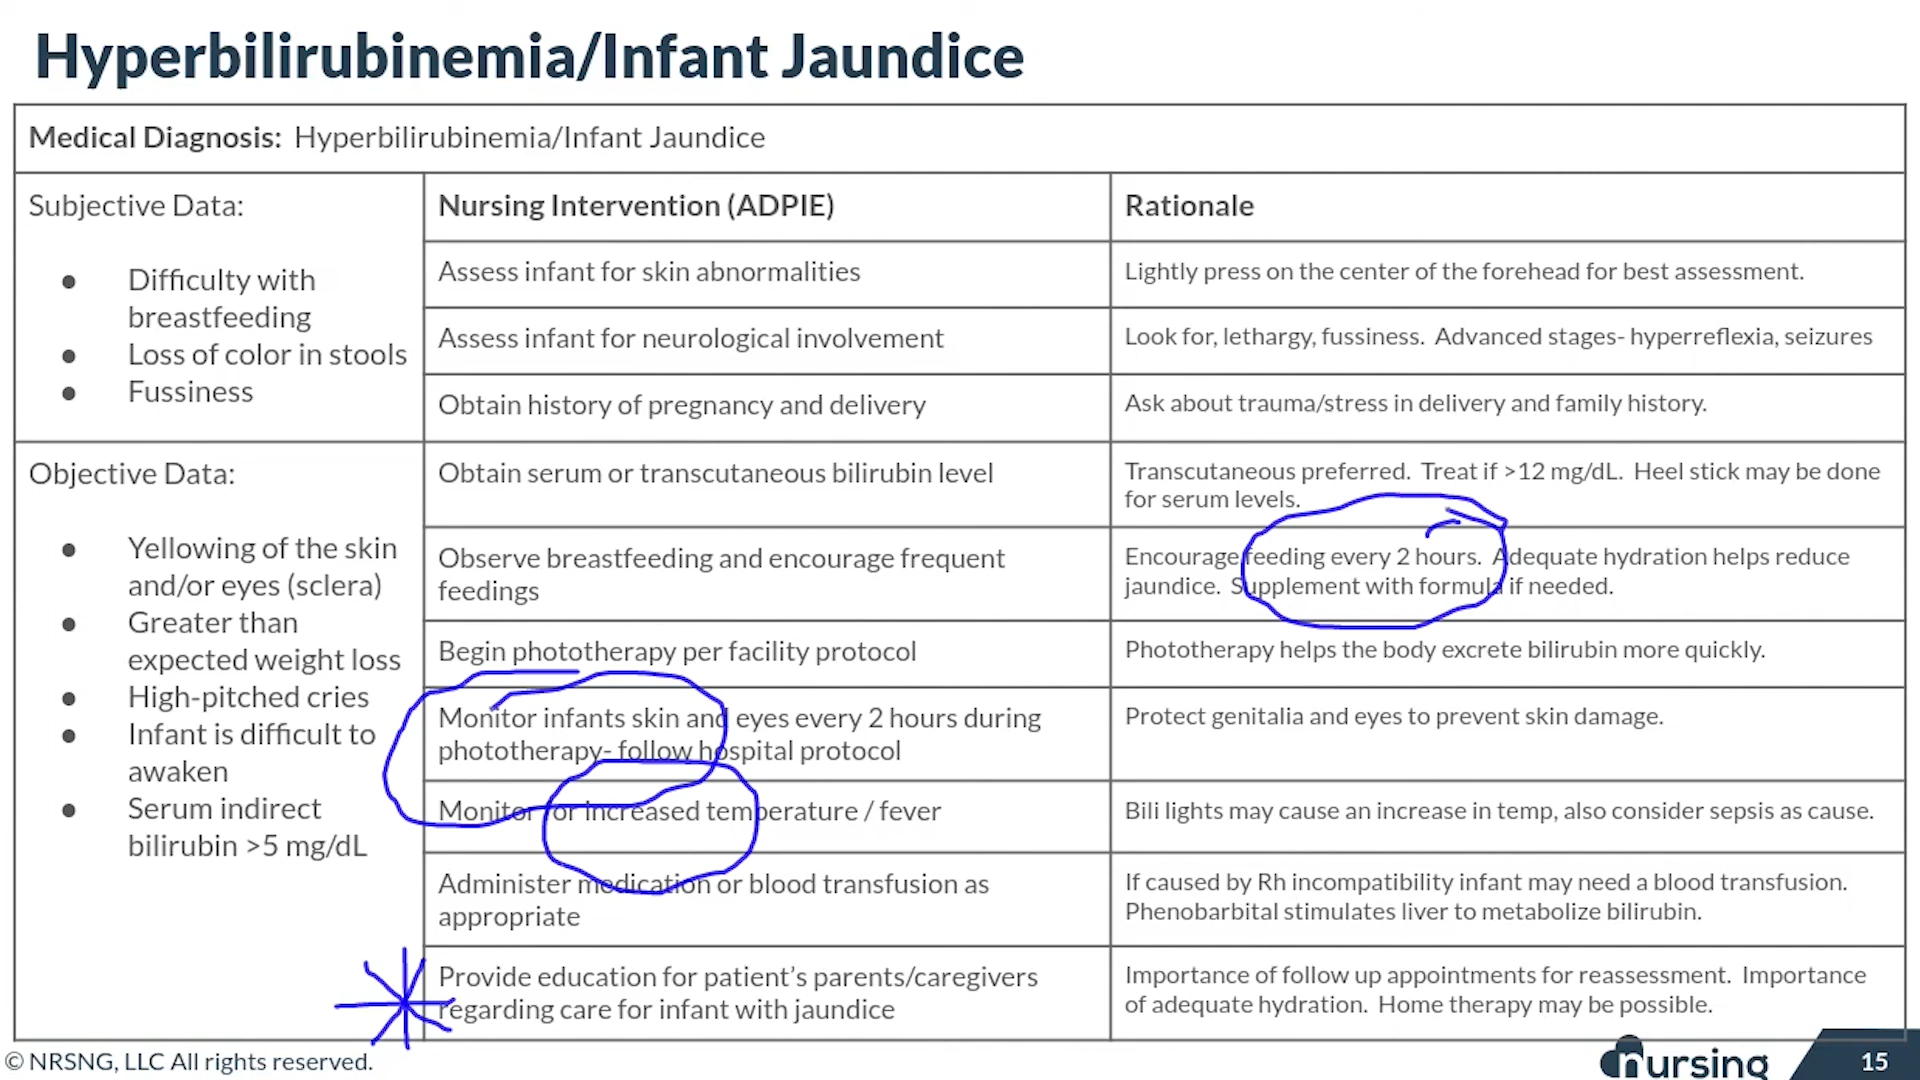 Hyperbilirubinemia/Infant Jaundice
Medical Diagnosis: Hyperbilirubinemia/Infant Jaundice
Subjective Data:
● Difficulty with
breastfeeding
● Loss of color in stools
● Fussiness
Objective Data:
● Yellowing of the skin
and/or eyes (sclera)
● Greater than
expected weight loss
● High-pitched cries
● Infant is difficult to
awaken
● Serum indirect
bilirubin >5 mg/dL
Nursing Intervention (ADPIE)
Rationale
Assess infant for skin abnormalities
Lightly press on the center of the forehead for best assessment.
Assess infant for neurological involvement
Look for, lethargy, fussiness. Advanced stages- hyperreflexia, seizures
Obtain history of pregnancy and delivery
Ask about trauma/stress in delivery and family history.
Obtain serum or transcutaneous bilirubin level
Transcutaneous preferred. Treat if >12 mg/dL. Heel stick may be done
for serum levels.
Observe breastfeeding and encourage frequent
feedings
Encourage feeding every 2 hours. Adequate hydration helps reduce
jaundice. Supplement with formula if needed.
Begin phototherapy per facility protocol
Phototherapy helps the body excrete bilirubin more quickly.
Monitor infants skin and eyes every 2 hours during
phototherapy- follow hospital protocol
Protect genitalia and eyes to prevent skin damage.
Monitor for increased temperature / fever
Bili lights may cause an increase in temp, also consider sepsis as cause.
Administer medication or blood transfusion as
appropriate
If caused by Rh incompatibility infant may need a blood transfusion.
Phenobarbital stimulates liver to metabolize bilirubin.
Provide education for patient's parents/caregivers
regarding care for infant with jaundice
Importance of follow up appointments for reassessment. Importance
of adequate hydration. Home therapy may be possible.
© NRSNG, LLC All rights reserved.
nursing
15